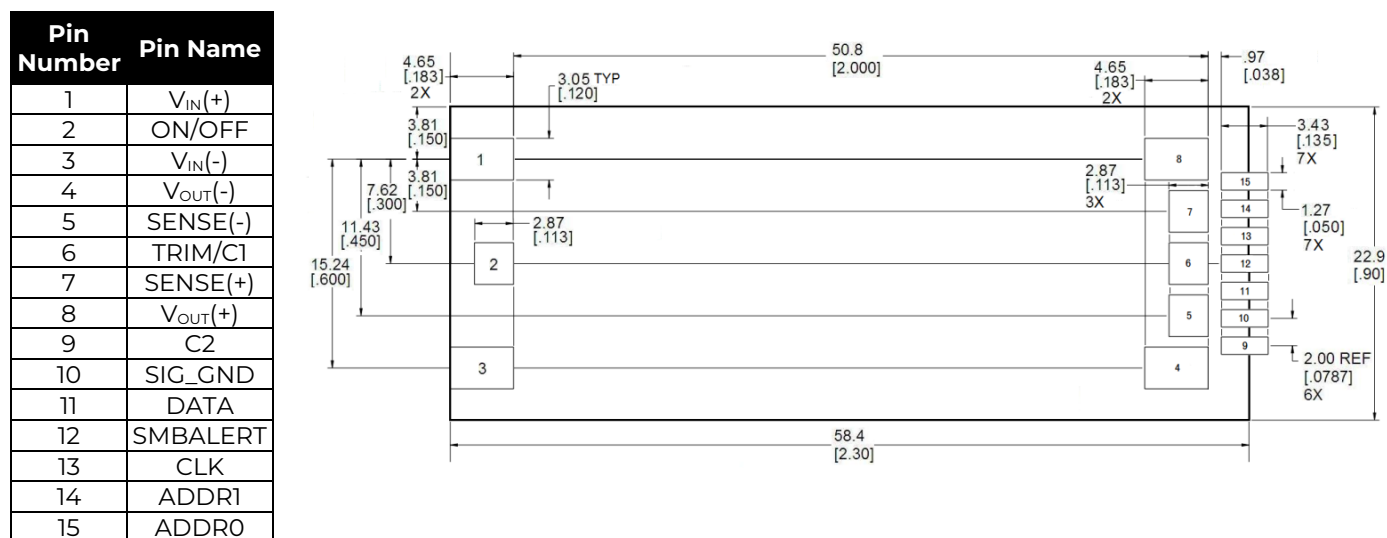 Pin Number Pin Name
1 VIN(+)
2 ON/OFF
3 VIN(-)
4 VOUT(-)
5 SENSE(-)
6 TRIM/C1
7 SENSE(+)
8 VOUT(+)
9 C2
10 SIG_GND
11 DATA
12 SMBALERT
13 CLK
14 ADDR1
15 ADDR0
4.65
[.183]
2X
3.05 TYP
[.120]
50.8
[2.000]
4.65
[.183]
2X
.97
[.038]
3.81
[.150]
3.43
[.135]
7X
1
8
3.81
[.150]
7.62
[.300]
2.87
[.113]
3X
15
7
14
1.27
[.050]
7X
11.43
[.450]
2.87
[.113]
13
22.9
[.90]
15.24
[.600]
2
6
12
11
5
10
9
2.00 REF
[.0787]
6X
3
4
58.4
[2.30]